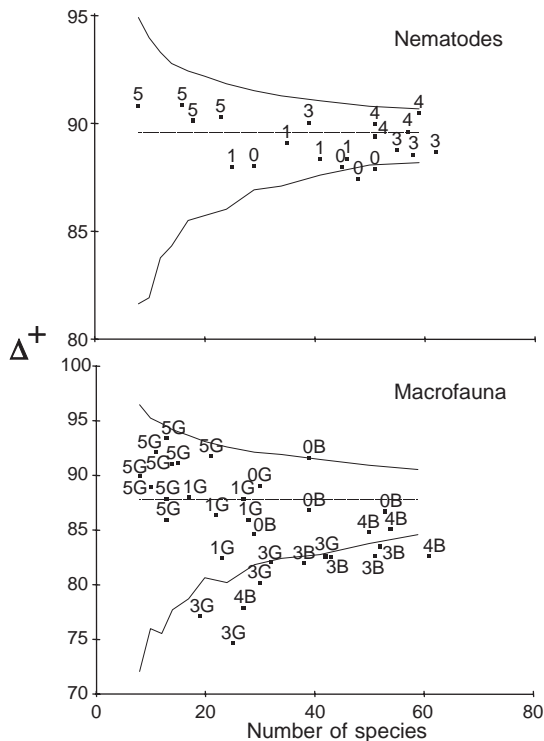 95
Nematodes
5 5 5 3 4 4
5
90
4 4
1 3 3 3
1 0 1 1 0 0
0
85
80
Δ+
100
Macrofauna
95
5G
5G 5G 0B
5G 5G 5G
90
0G
5G 5G 1G 1G
0B 0B
5G 1G 1G
85
0B 4B 4B
1G 3G 3B 3G 3B 3B 4B
80
3G
4B
3G
75
3G
70
0 20 40 60 80
Number of species